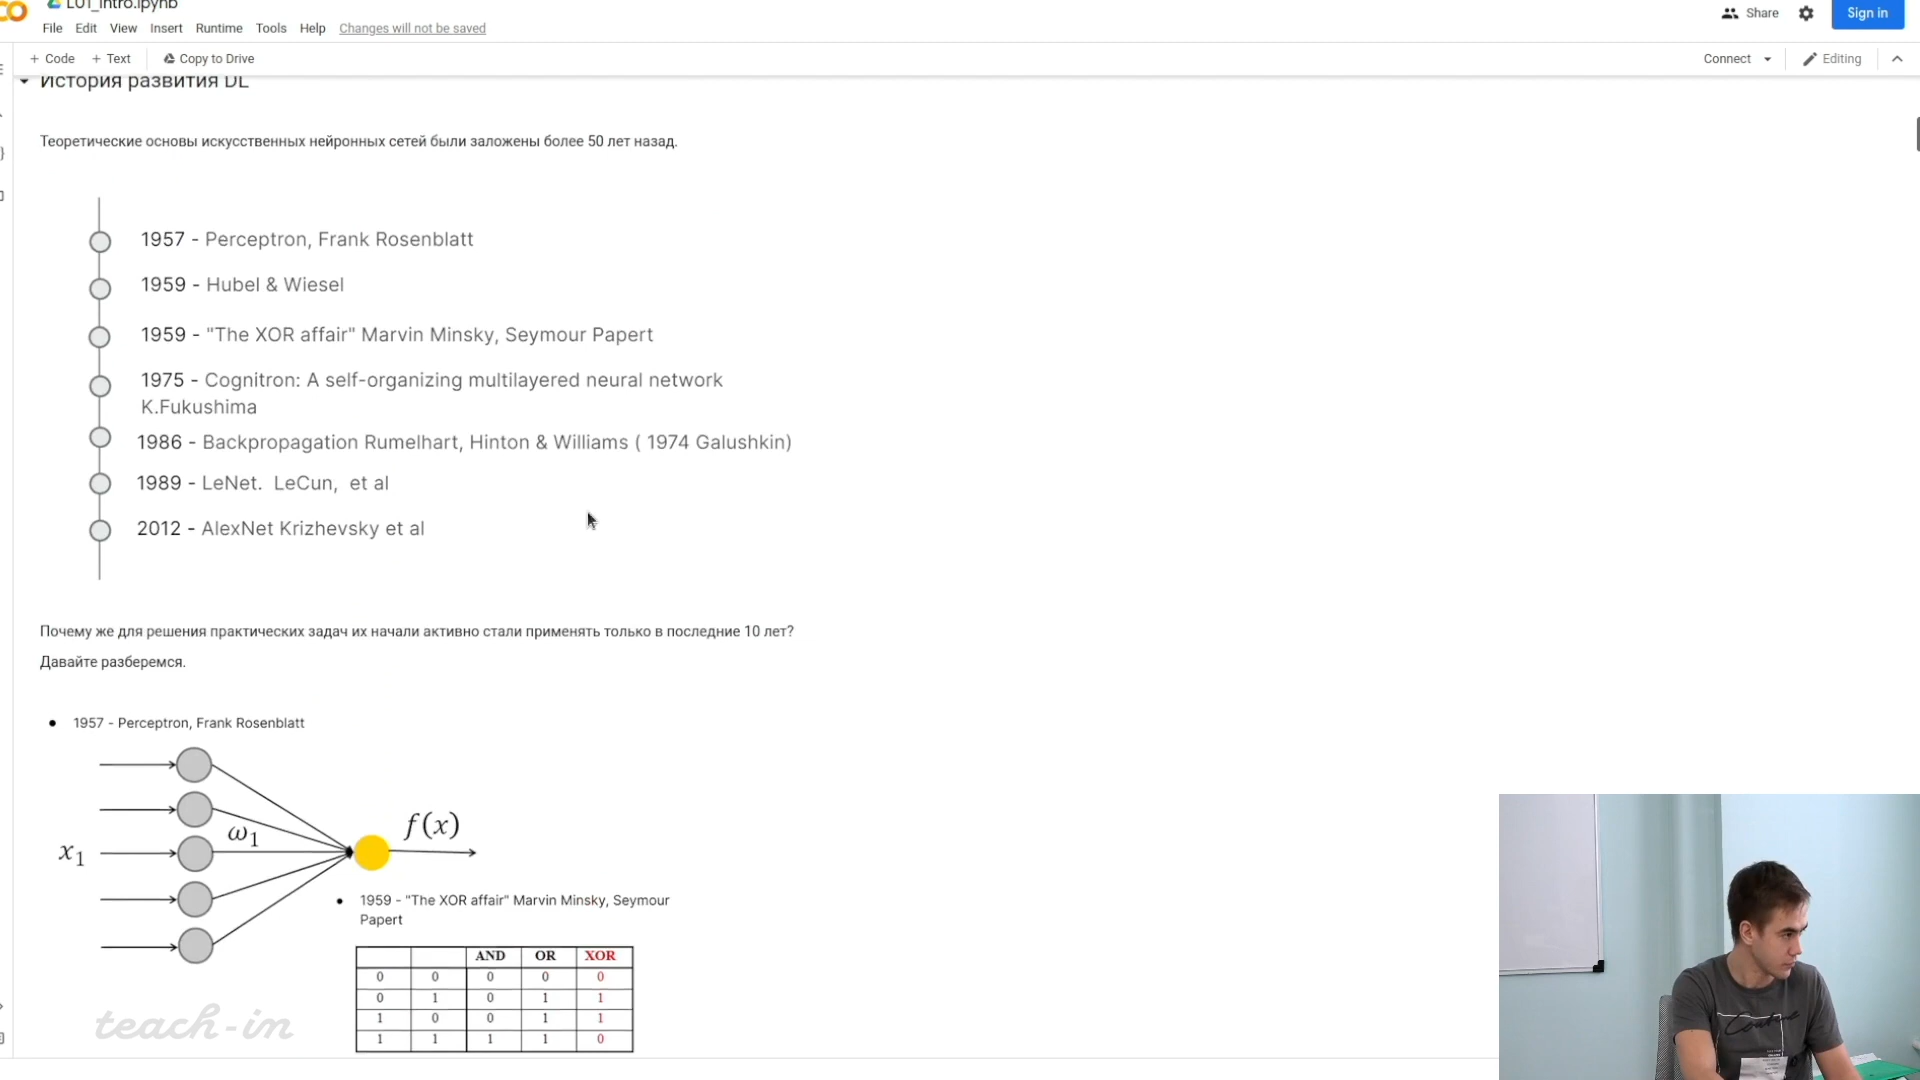 L01_Intro.ipynb
Share
Sign in
File Edit View Insert Runtime Tools Help Changes will not be saved
+ Code + Text Copy to Drive
Connect
Editing
История развития DL
Теоретические основы искусственных нейронных сетей были заложены более 50 лет назад.
1957 - Perceptron, Frank Rosenblatt
1959 - Hubel & Wiesel
1959 - "The XOR affair" Marvin Minsky, Seymour Papert
1975 - Cognitron: A self-organizing multilayered neural network
K.Fukushima
1986 - Backpropagation Rumelhart, Hinton & Williams ( 1974 Galushkin)
1989 - LeNet. LeCun, et al
2012 - AlexNet Krizhevsky et al
Почему же для решения практических задач их начали активно стали применять только в последние 10 лет?
Давайте разберемся.
1957 - Perceptron, Frank Rosenblatt
f(x)
ω1
x1
1959 - "The XOR affair" Marvin Minsky, Seymour
Papert
AND OR XOR
0 0 0 0 0
0 1 0 1 1
1 0 0 1 1
1 1 1 1 0
teach-in